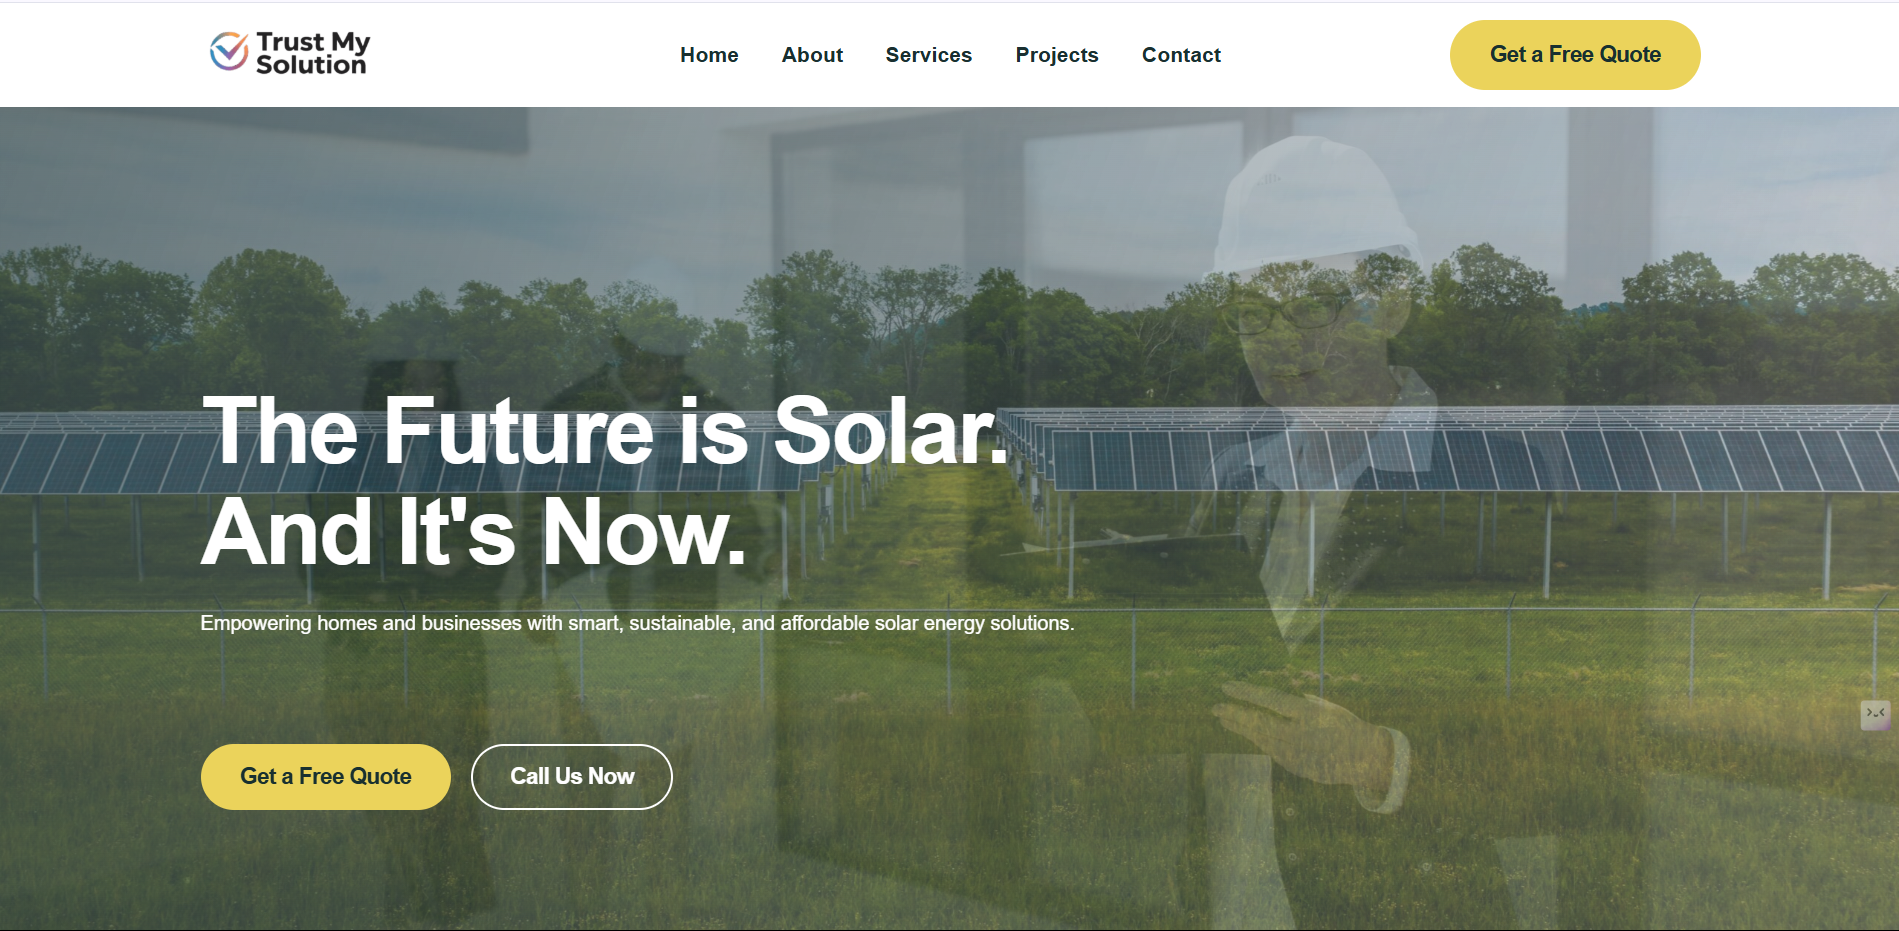 Trust My
Solution
Home
About
Services
Projects
Contact
Get a Free Quote
The Future is Solar.
And It's Now.
Empowering homes and businesses with smart, sustainable, and affordable solar energy solutions.
Get a Free Quote
Call Us Now